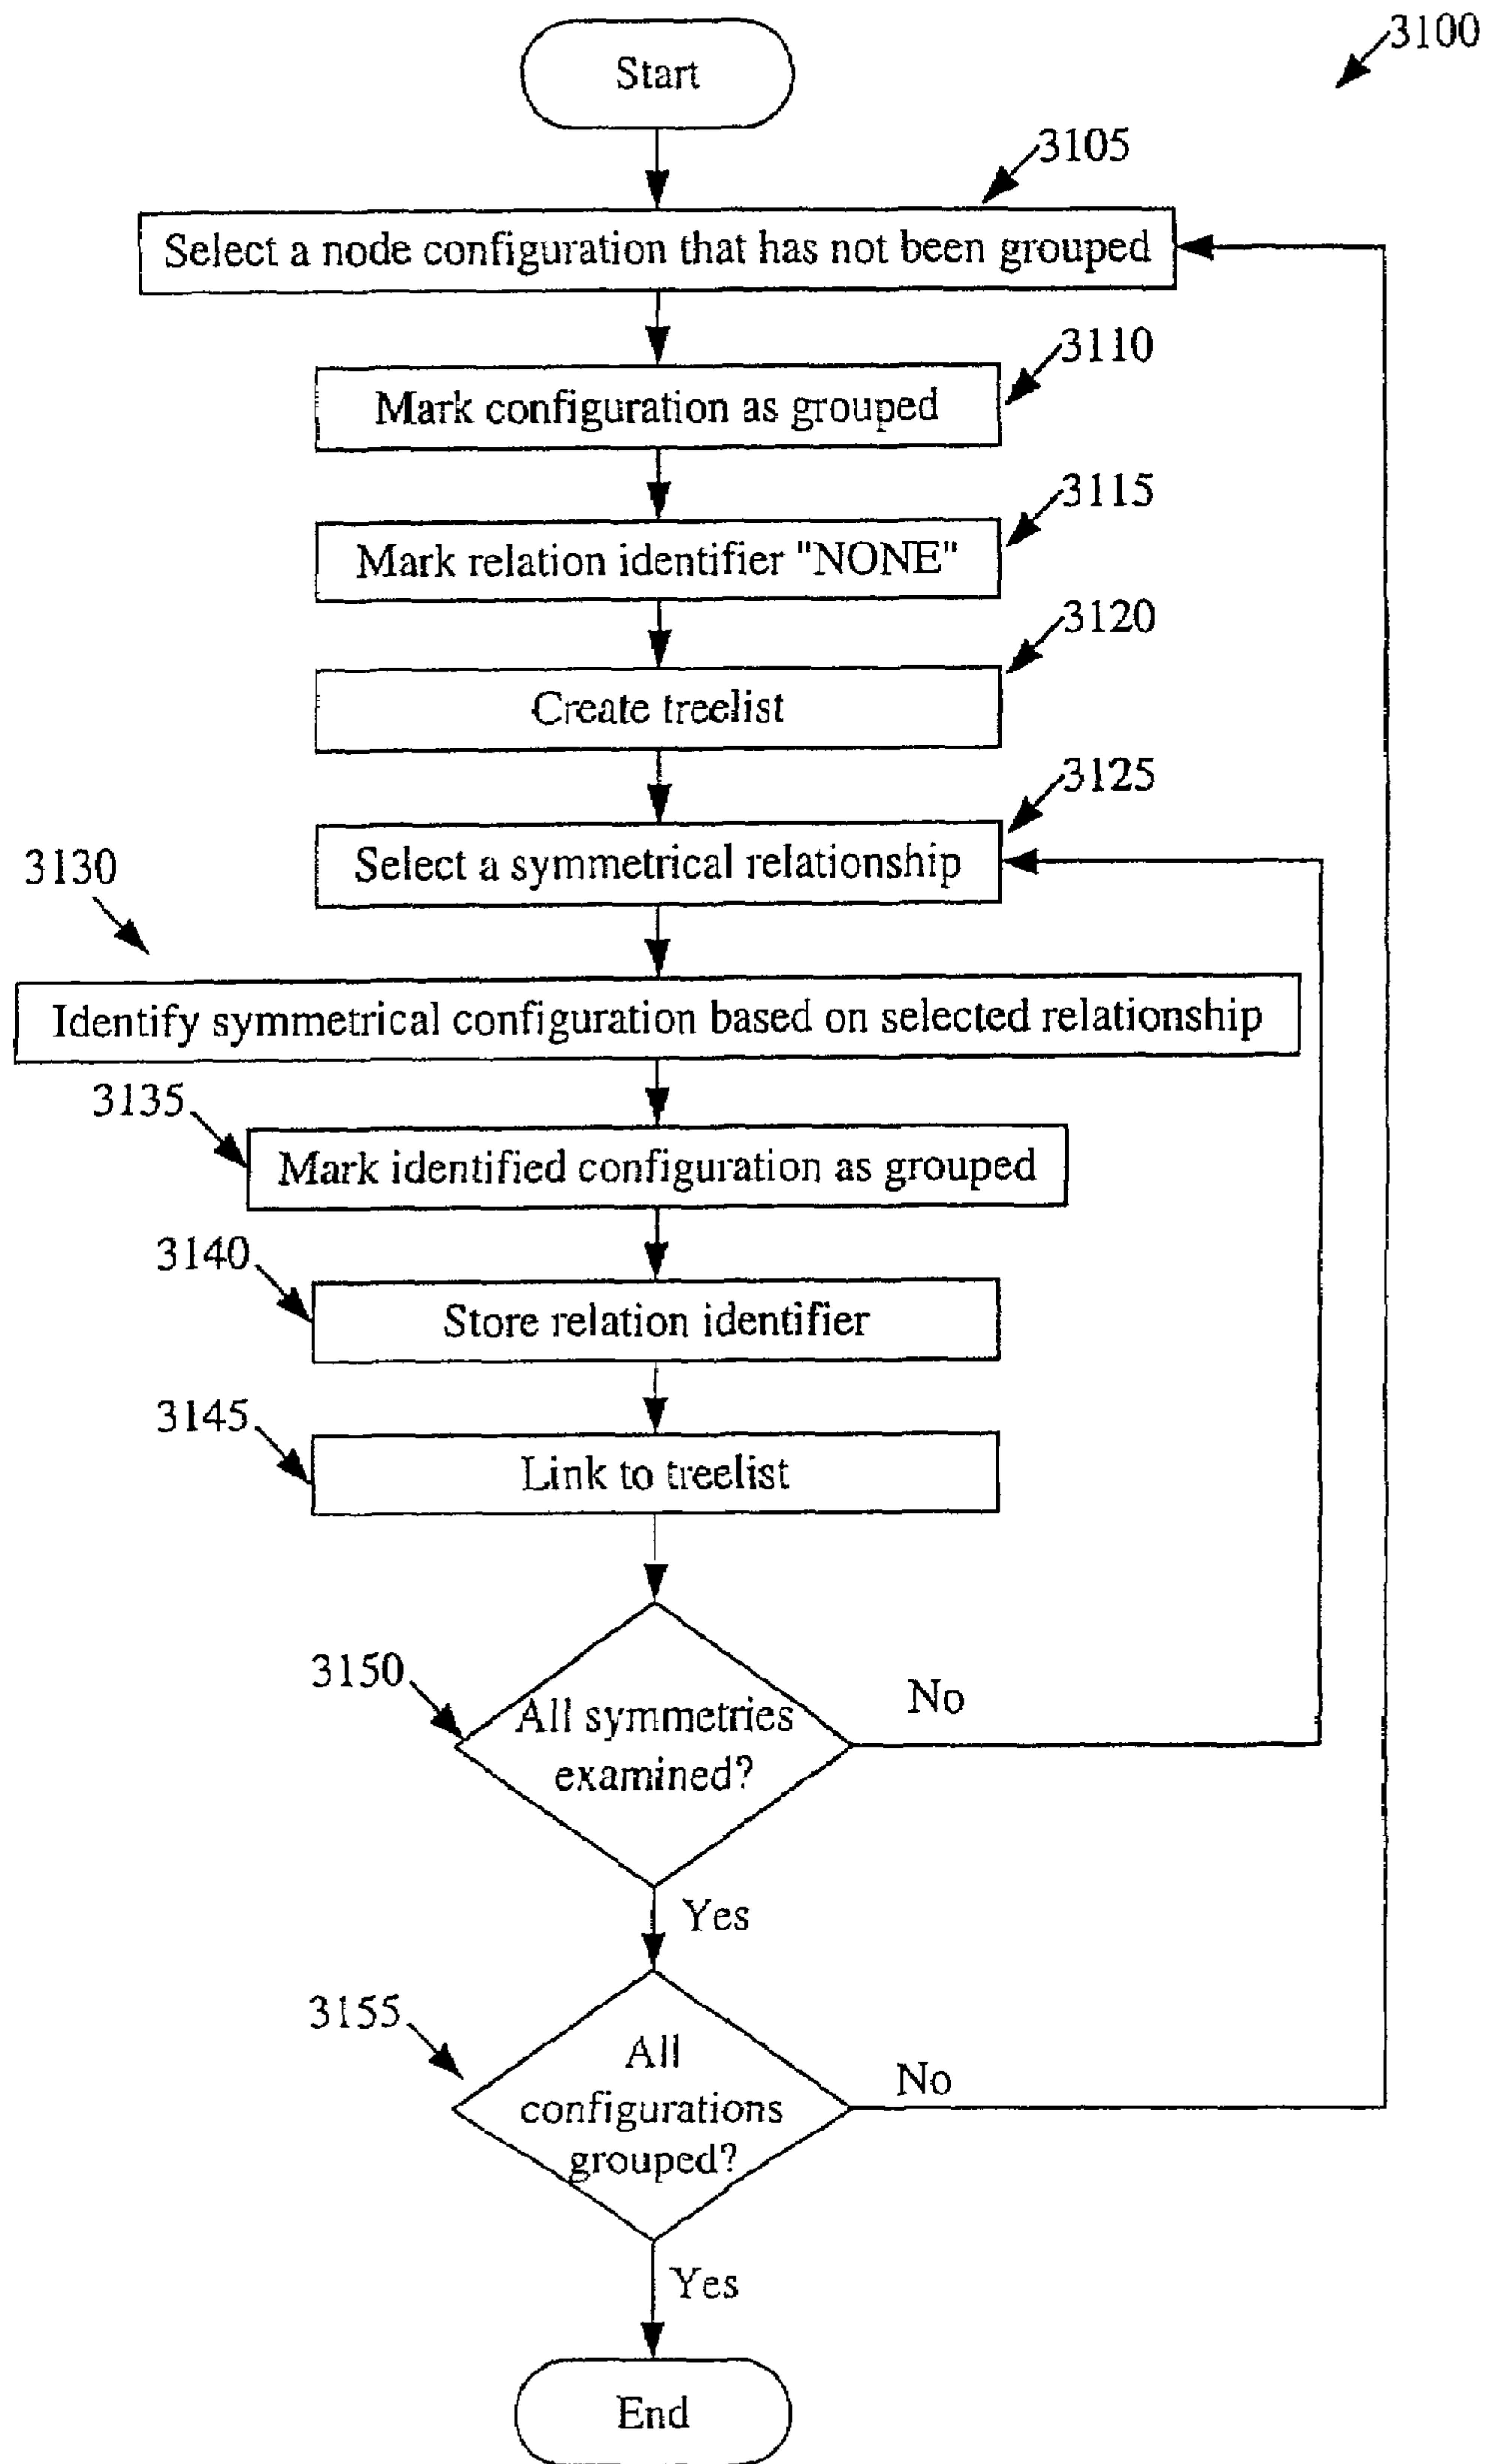 3100
Start
3105
Select a node configuration that has not been grouped
3110
Mark configuration as grouped
3115
Mark relation identifier "NONE"
3120
Create treelist
3125
Select a symmetrical relationship
3130
Identify symmetrical configuration based on selected relationship
3135
Mark identified configuration as grouped
3140
Store relation identifier
3145
Link to treelist
3150
All symmetries
examined?
No
Yes
3155
All
configurations
grouped?
No
Yes
End